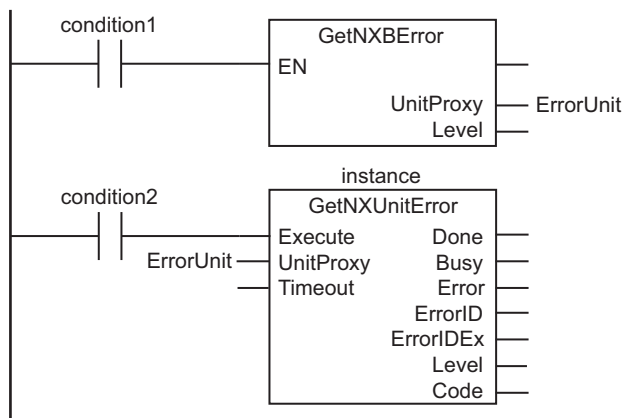 condition1
GetNXBError
EN
UnitProxy ErrorUnit
Level
instance
condition2
GetNXUnitError
Execute Done
ErrorUnit UnitProxy Busy
Timeout Error
ErrorID
ErrorIDEx
Level
Code